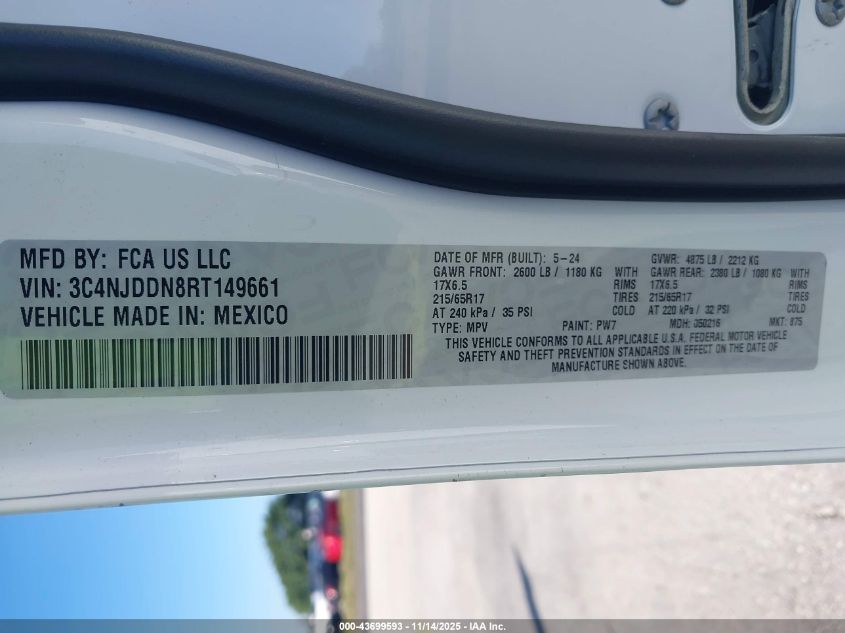 MFD BY: FCA US LLC
VIN: 3C4NJDDN8RT149661
VEHICLE MADE IN: MEXICO
DATE OF MFR (BUILT): 5-24 GVWR: 4875 LB / 2212 KG
GAWR FRONT: 2600 LB / 1180 KG WITH GAWR REAR: 2380 LB / 1080 KG WITH
17X6.5 RIMS 17X6.5 RIMS
215/65R17 TIRES 215/65R17 TIRES
AT 240 kPa / 35 PSI COLD AT 220 kPa / 32 PSI COLD
TYPE: MPV PAINT: PW7 MDH: 050216 MKT: 875
THIS VEHICLE CONFORMS TO ALL APPLICABLE U.S.A. FEDERAL MOTOR VEHICLE
SAFETY AND THEFT PREVENTION STANDARDS IN EFFECT ON THE DATE OF
MANUFACTURE SHOWN ABOVE.
000-43699593 - 11/14/2025 - IAA Inc.